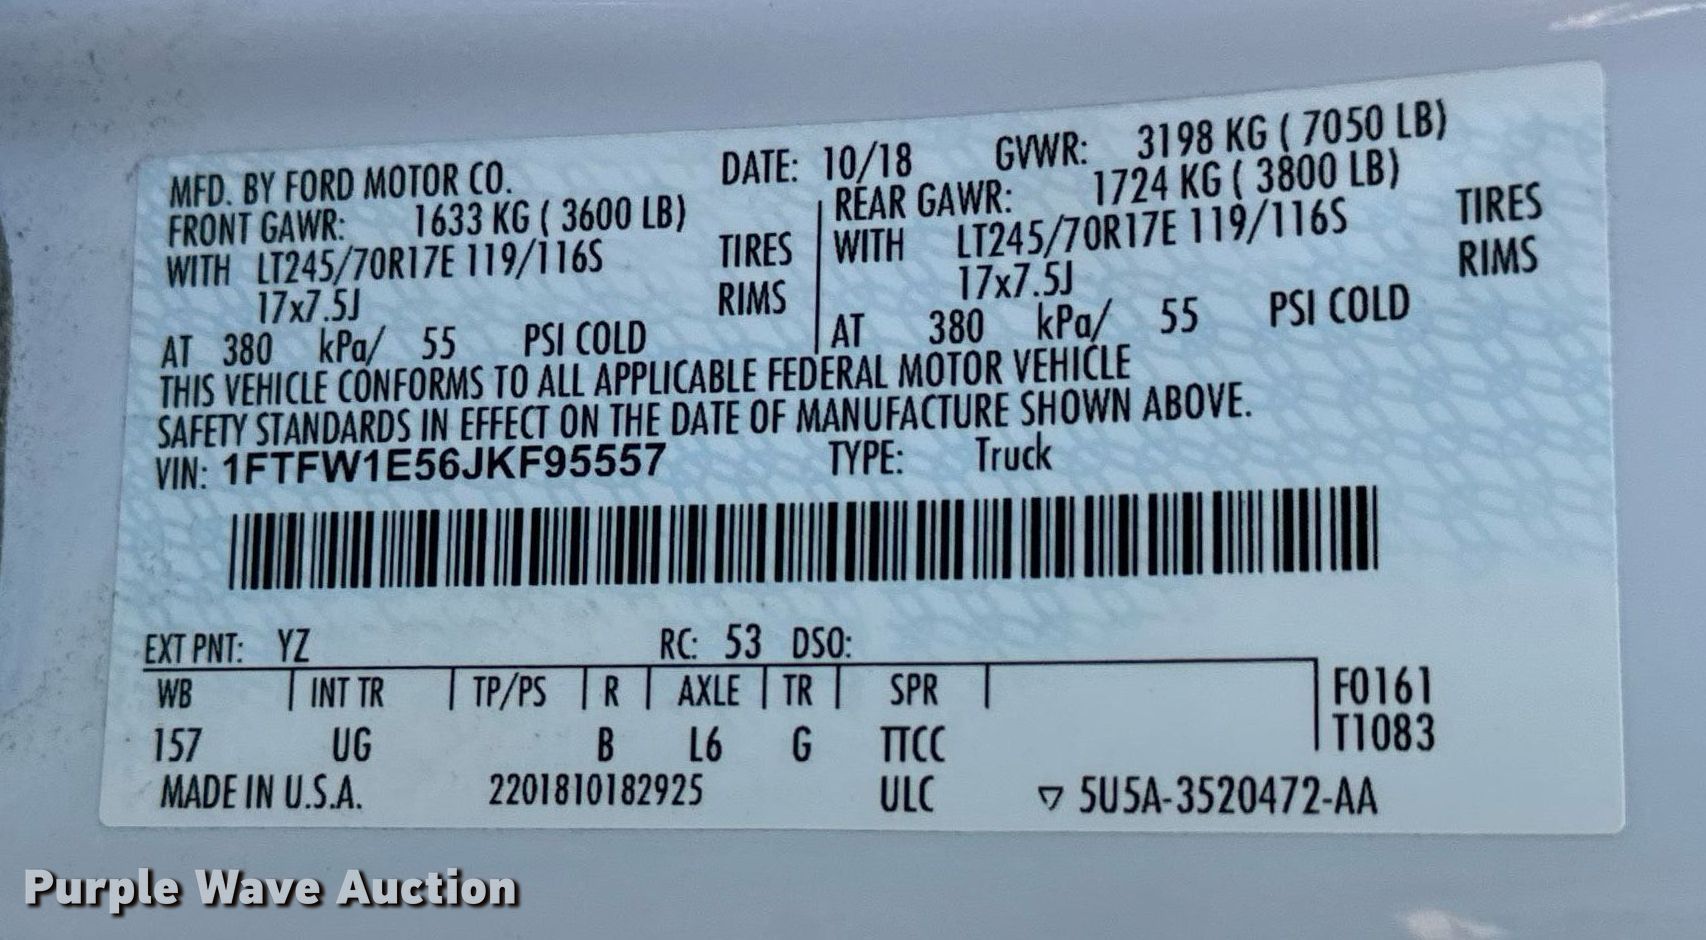 MFD. BY FORD MOTOR CO. DATE: 10/18 GVWR: 3198 KG ( 7050 LB)
FRONT GAWR: 1633 KG ( 3600 LB) REAR GAWR: 1724 KG ( 3800 LB)
WITH LT245/70R17E 119/116S TIRES WITH LT245/70R17E 119/116S TIRES
17x7.5J RIMS 17x7.5J RIMS
AT 380 kPa/ 55 PSI COLD AT 380 kPa/ 55 PSI COLD
THIS VEHICLE CONFORMS TO ALL APPLICABLE FEDERAL MOTOR VEHICLE
SAFETY STANDARDS IN EFFECT ON THE DATE OF MANUFACTURE SHOWN ABOVE.
VIN: 1FTFW1E56JKF95557 TYPE: Truck
EXT PNT: YZ RC: 53 DSO:
WB INT TR TP/PS R AXLE TR SPR F0161
T1083
157 UG B L6 G TTCC
MADE IN U.S.A. 2201810182925 ULC ▽ 5U5A-3520472-AA
Purple Wave Auction